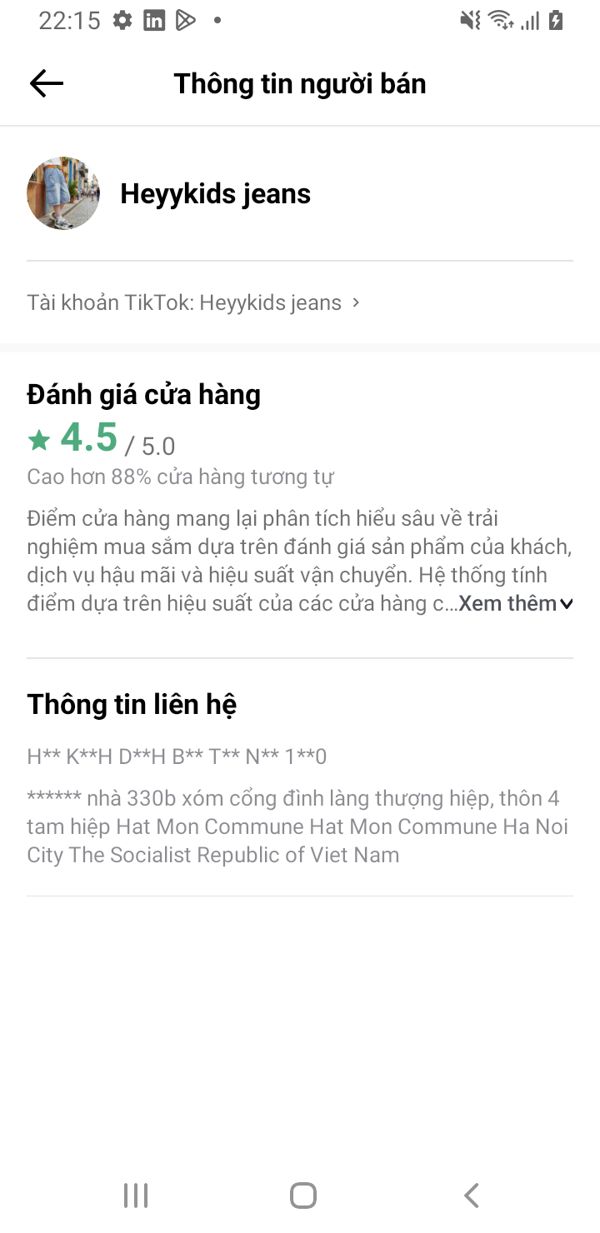 22:15
Thông tin người bán
Heyykids jeans
Tài khoản TikTok: Heyykids jeans
Đánh giá cửa hàng
4.5 / 5.0
Cao hơn 88% cửa hàng tương tự
Điểm cửa hàng mang lại phân tích hiểu sâu về trải
nghiệm mua sắm dựa trên đánh giá sản phẩm của khách,
dịch vụ hậu mãi và hiệu suất vận chuyển. Hệ thống tính
điểm dựa trên hiệu suất của các cửa hàng c...Xem thêm
Thông tin liên hệ
H** K**H D**H B** T** N** 1**0
****** nhà 330b xóm cổng đình làng thượng hiệp, thôn 4
tam hiệp Hat Mon Commune Hat Mon Commune Ha Noi
City The Socialist Republic of Viet Nam